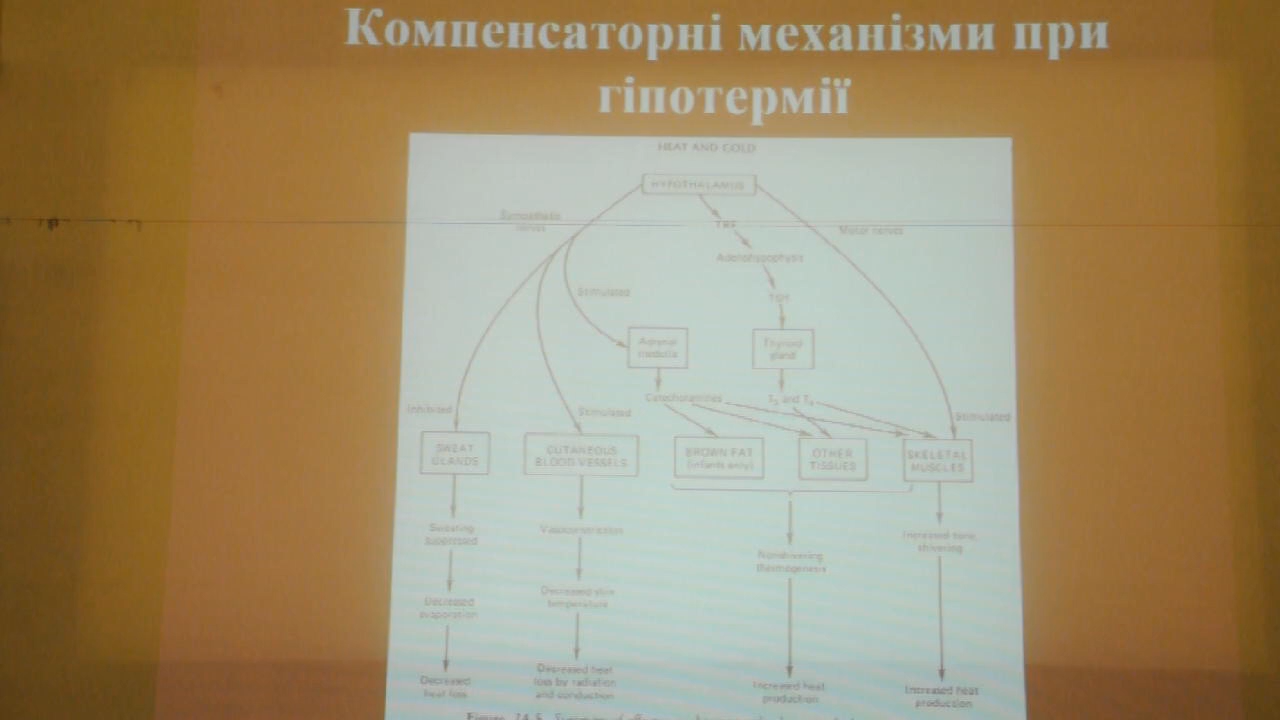 Компенсаторні механізми при
гіпотермії
HEAT AND COLD
HYPOTHALAMUS
Sympathetic
nerves
TRF
Motor nerves
Adenohypophysis
Stimulated
TSH
Adrenal
medulla
Thyroid
gland
Catecholamines
T3 and T4
Inhibited
Stimulated
Stimulated
SWEAT
GLANDS
CUTANEOUS
BLOOD VESSELS
BROWN FAT
(infants only)
OTHER
TISSUES
SKELETAL
MUSCLES
Sweating
suppressed
Vasoconstriction
Nonshivering
thermogenesis
Increased tone,
shivering
Decreased
evaporation
Decreased skin
temperature
Decreased
heat loss
Decreased heat
loss by radiation
and conduction
Increased heat
production
Increased heat
production
Figure 24-5